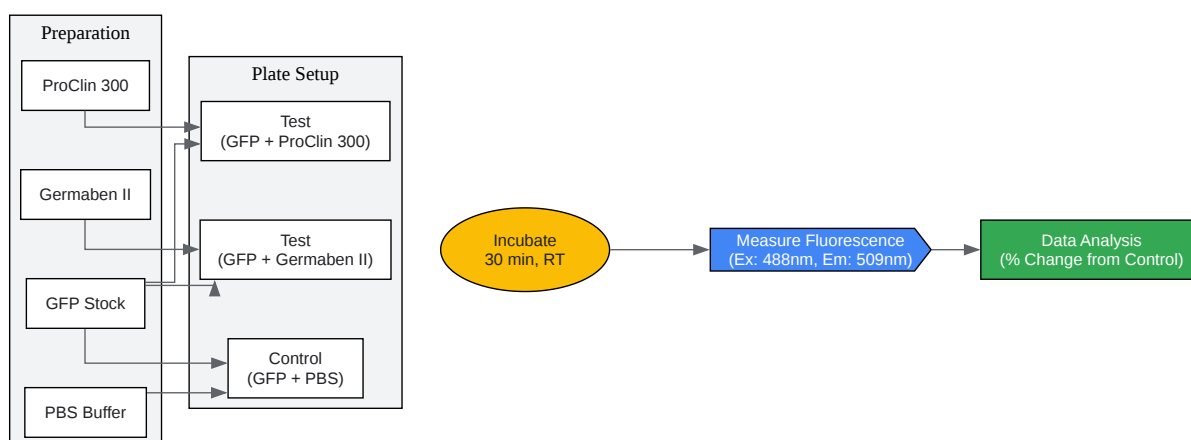 Preparation
ProClin 300
Germaben II
GFP Stock
PBS Buffer
Plate Setup
Test
(GFP + ProClin 300)
Test
(GFP + Germaben II)
Control
(GFP + PBS)
Incubate
30 min, RT
Measure Fluorescence
(Ex: 488nm, Em: 509nm)
Data Analysis
(% Change from Control)